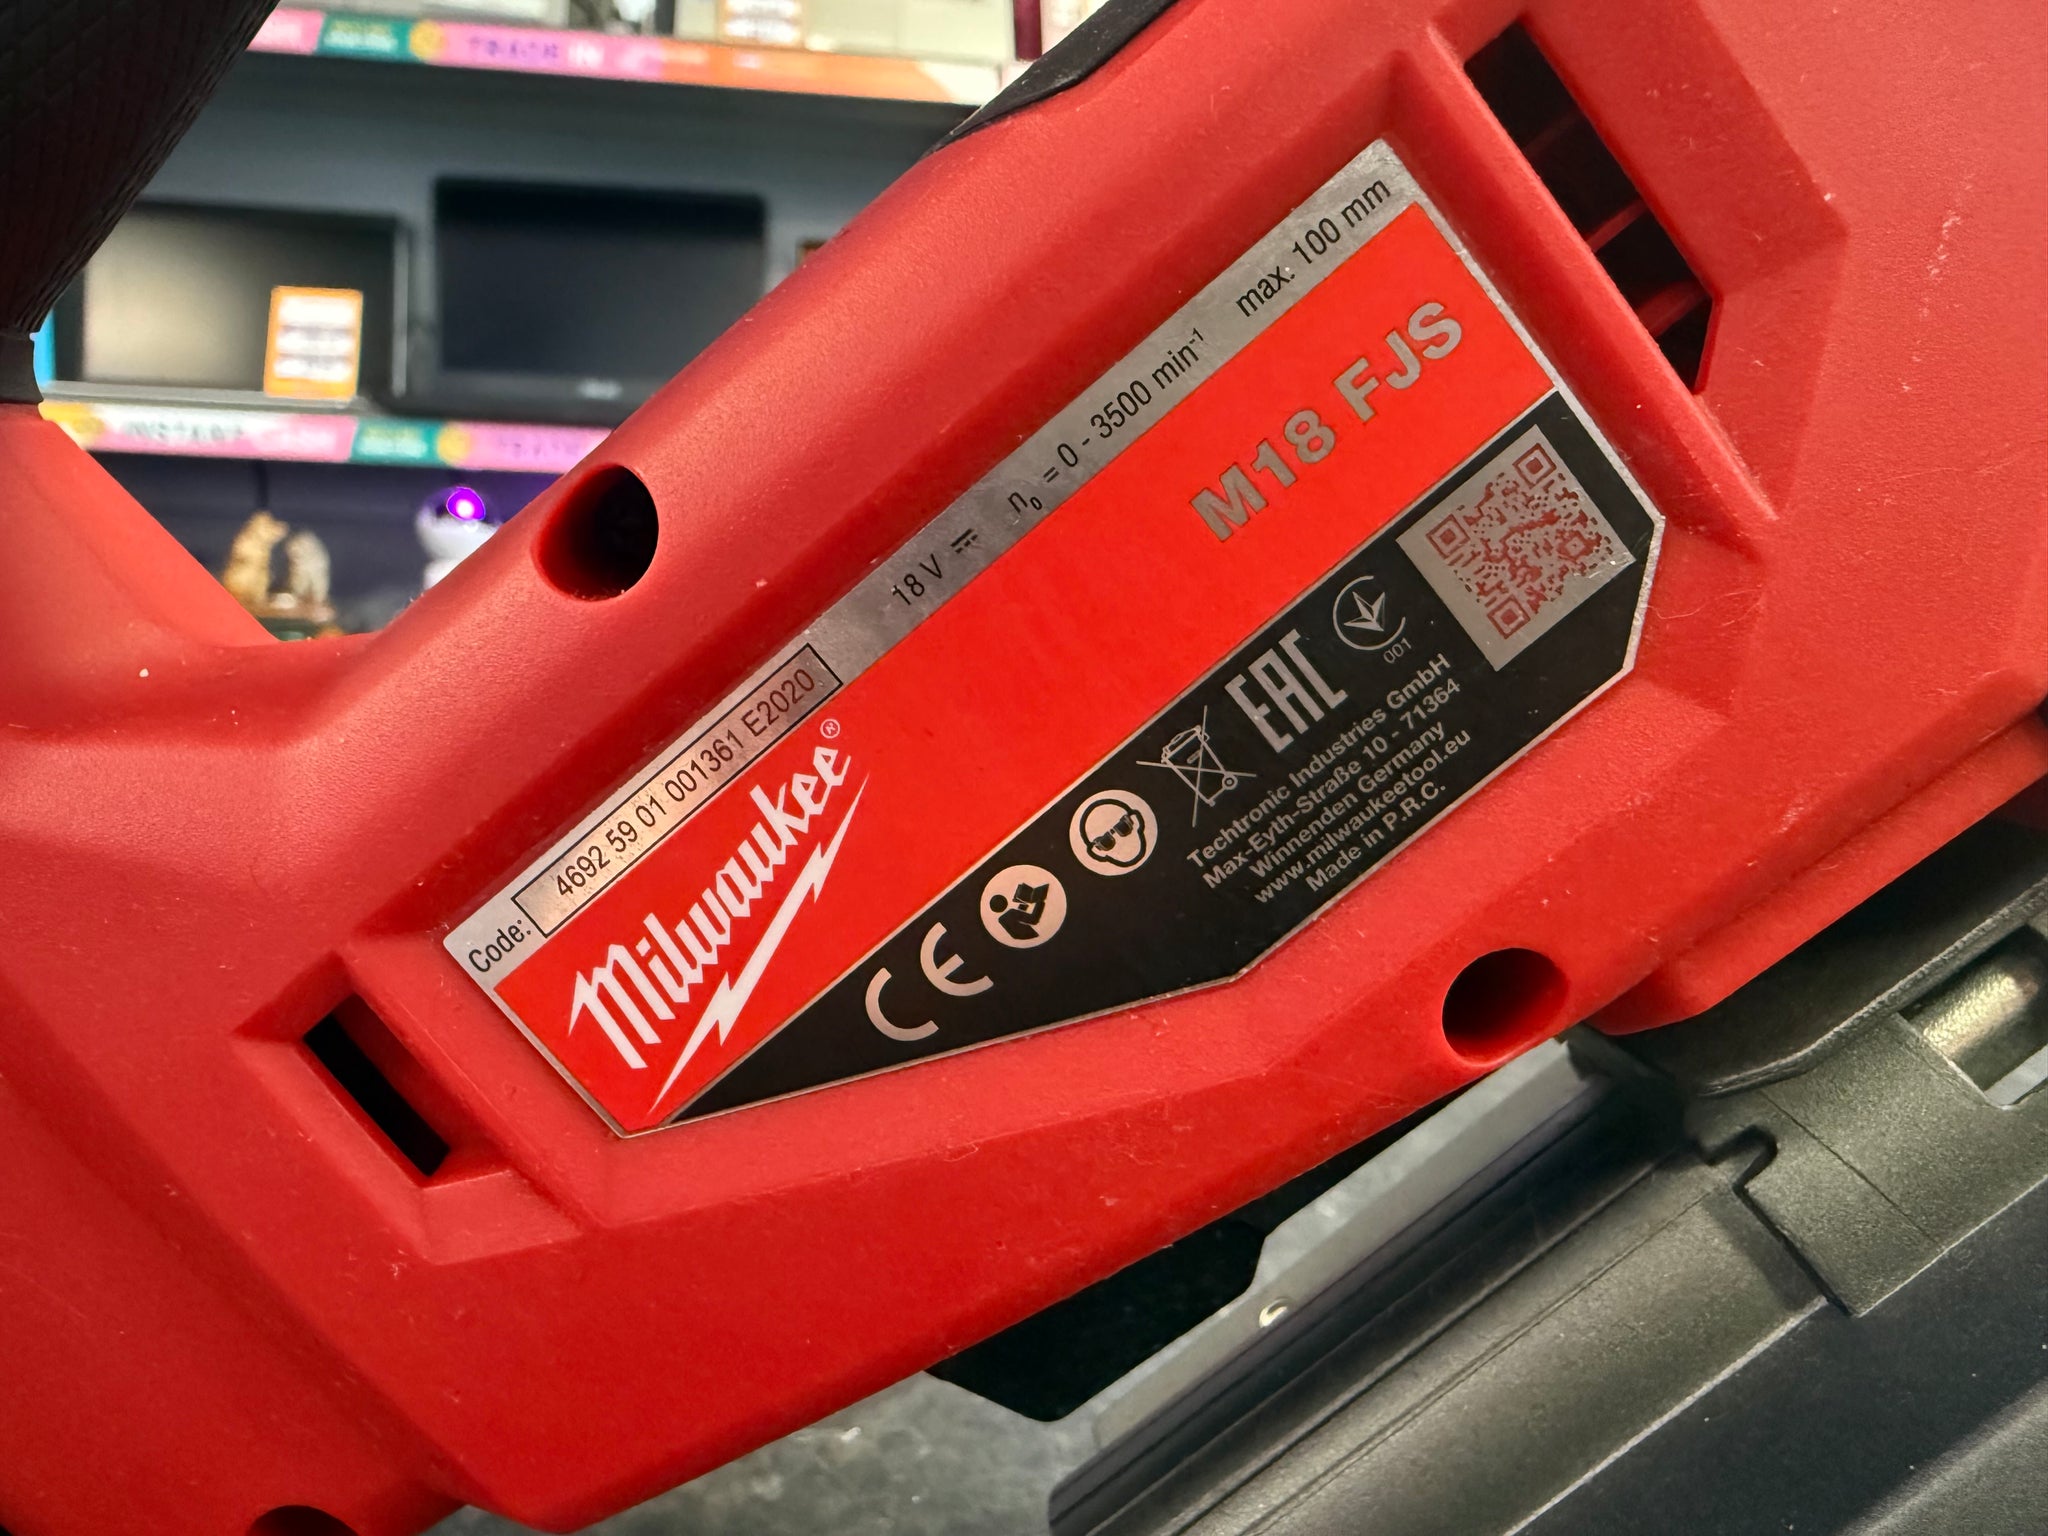 Code: 4692 59 01 001361 E2020 18 V ⎓ n₀ = 0 - 3500 min⁻¹ max. 100 mm
Milwaukee®
M18 FJS
CE
EAC
001
Techtronic Industries GmbH
Max-Eyth-Straße 10 - 71364
Winnenden Germany
www.milwaukeetool.eu
Made in P.R.C.